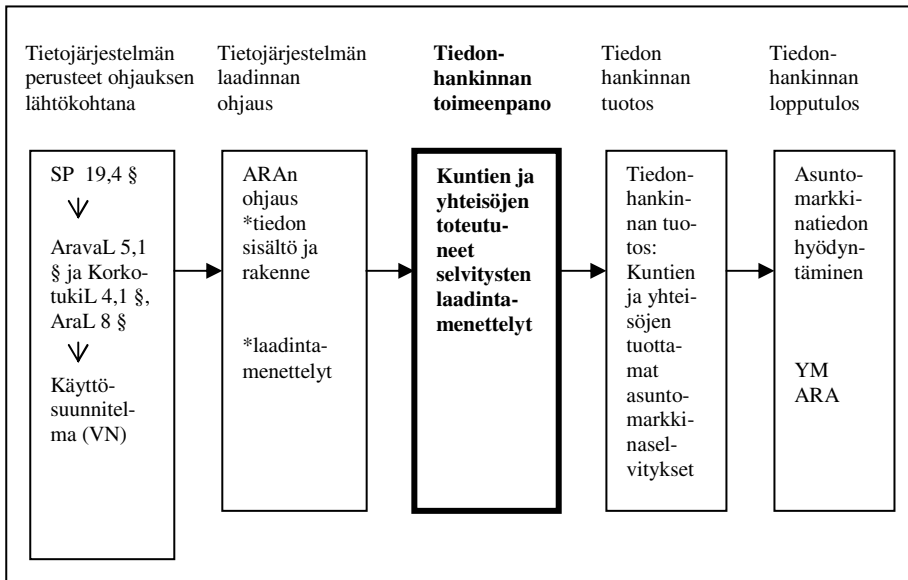 Tietojärjestelmän
perusteet ohjauksen
lähtökohtana
Tietojärjestelmän
laadinnan
ohjaus
Tiedon-
hankinnan
toimeenpano
Tiedon
hankinnan
tuotos
Tiedon-
hankinnan
lopputulos
SP 19,4 §
AravaL 5,1
§ ja Korko-
tukiL 4,1 §,
AraL 8 §
Käyttö-
suunnitel-
ma (VN)
ARAn
ohjaus
*tiedon
sisältö ja
rakenne
*laadinta-
menettelyt
Kuntien ja
yhteisöjen
toteutu-
neet
selvitysten
laadinta-
menettelyt
Tiedon-
hankin-
nan tuo-
tos:
Kuntien
ja yhtei-
söjen
tuotta-
mat
asunto-
markki-
nasel-
vitykset
Asunto-
markki-
natiedon
hyödyn-
täminen
YM
ARA